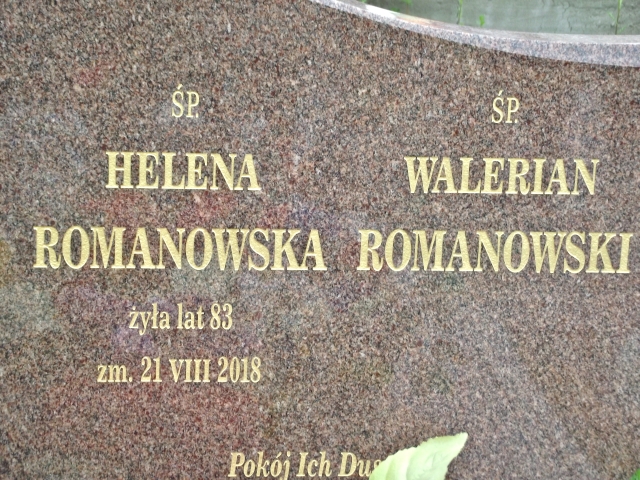 ŚP.
HELENA
ROMANOWSKA
żyła lat 83
zm. 21 VIII 2018
ŚP.
WALERIAN
ROMANOWSKI
Pokój Ich